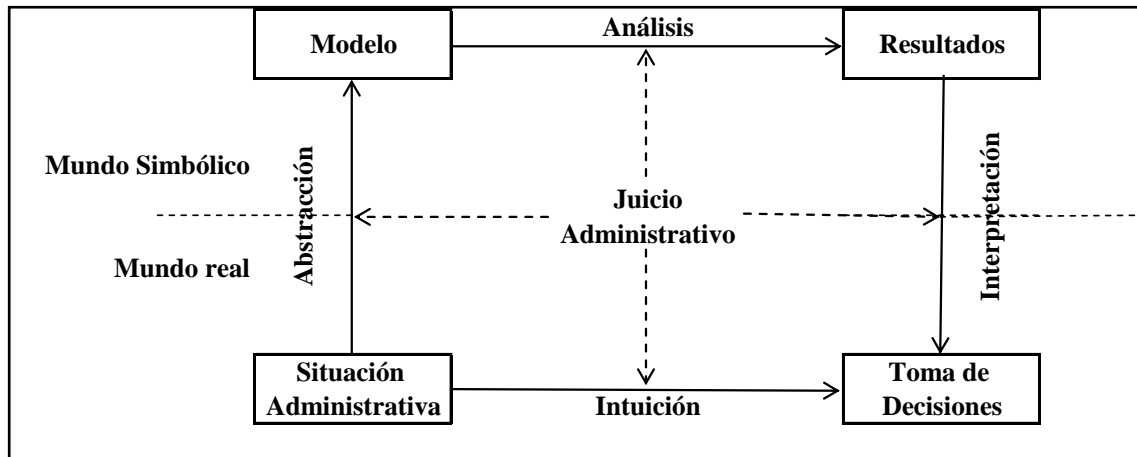 Modelo
Análisis
Resultados
Mundo Simbólico
Abstracción
Interpretación
Juicio
Administrativo
Mundo real
Situación
Administrativa
Intuición
Toma de
Decisiones